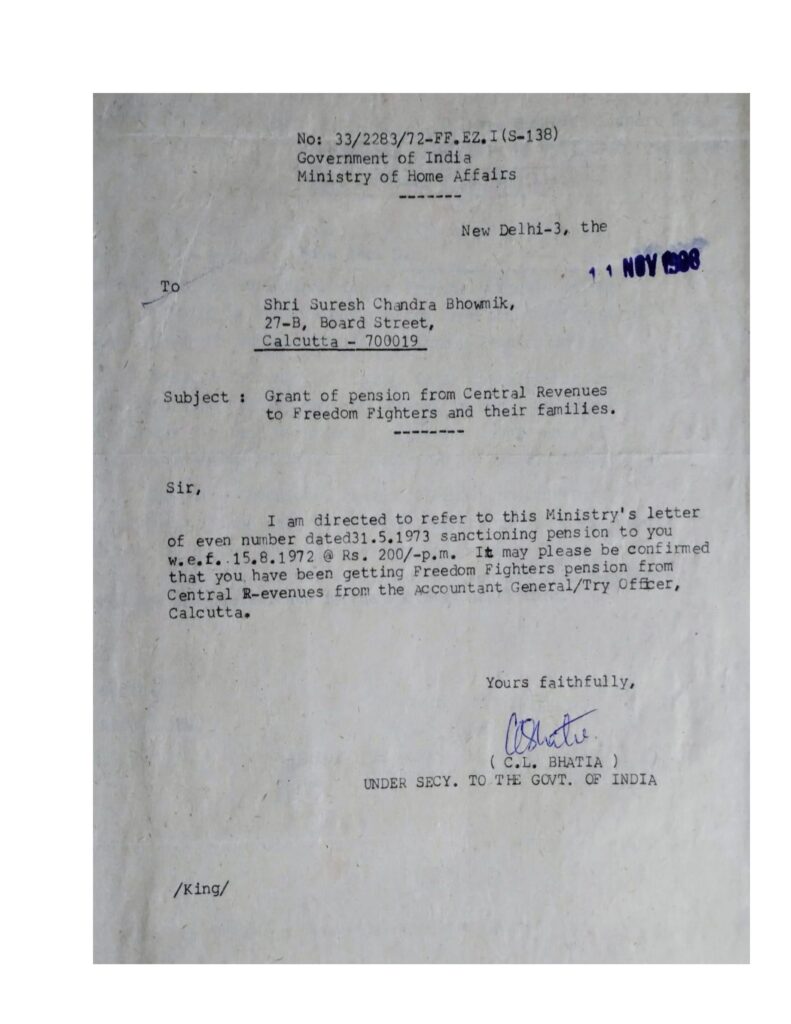 No: 33/2283/72-FF.EZ.I(S-138)
Government of India
Ministry of Home Affairs
-------
New Delhi-3, the
11 NOV
To
Shri Suresh Chandra Bhowmik,
27-B, Board Street,
Calcutta - 700019
Subject : Grant of pension from Central Revenues
to Freedom Fighters and their families.
--------
Sir,
I am directed to refer to this Ministry's letter
of even number dated31.5.1973 sanctioning pension to you
w.e.f. 15.8.1972 @ Rs. 200/-p.m. It may please be confirmed
that you have been getting Freedom Fighters pension from
Central R-evenues from the Accountant General/Try Officer,
Calcutta.
Yours faithfully,
( C.L. BHATIA )
UNDER SECY. TO THE GOVT. OF INDIA
/King/